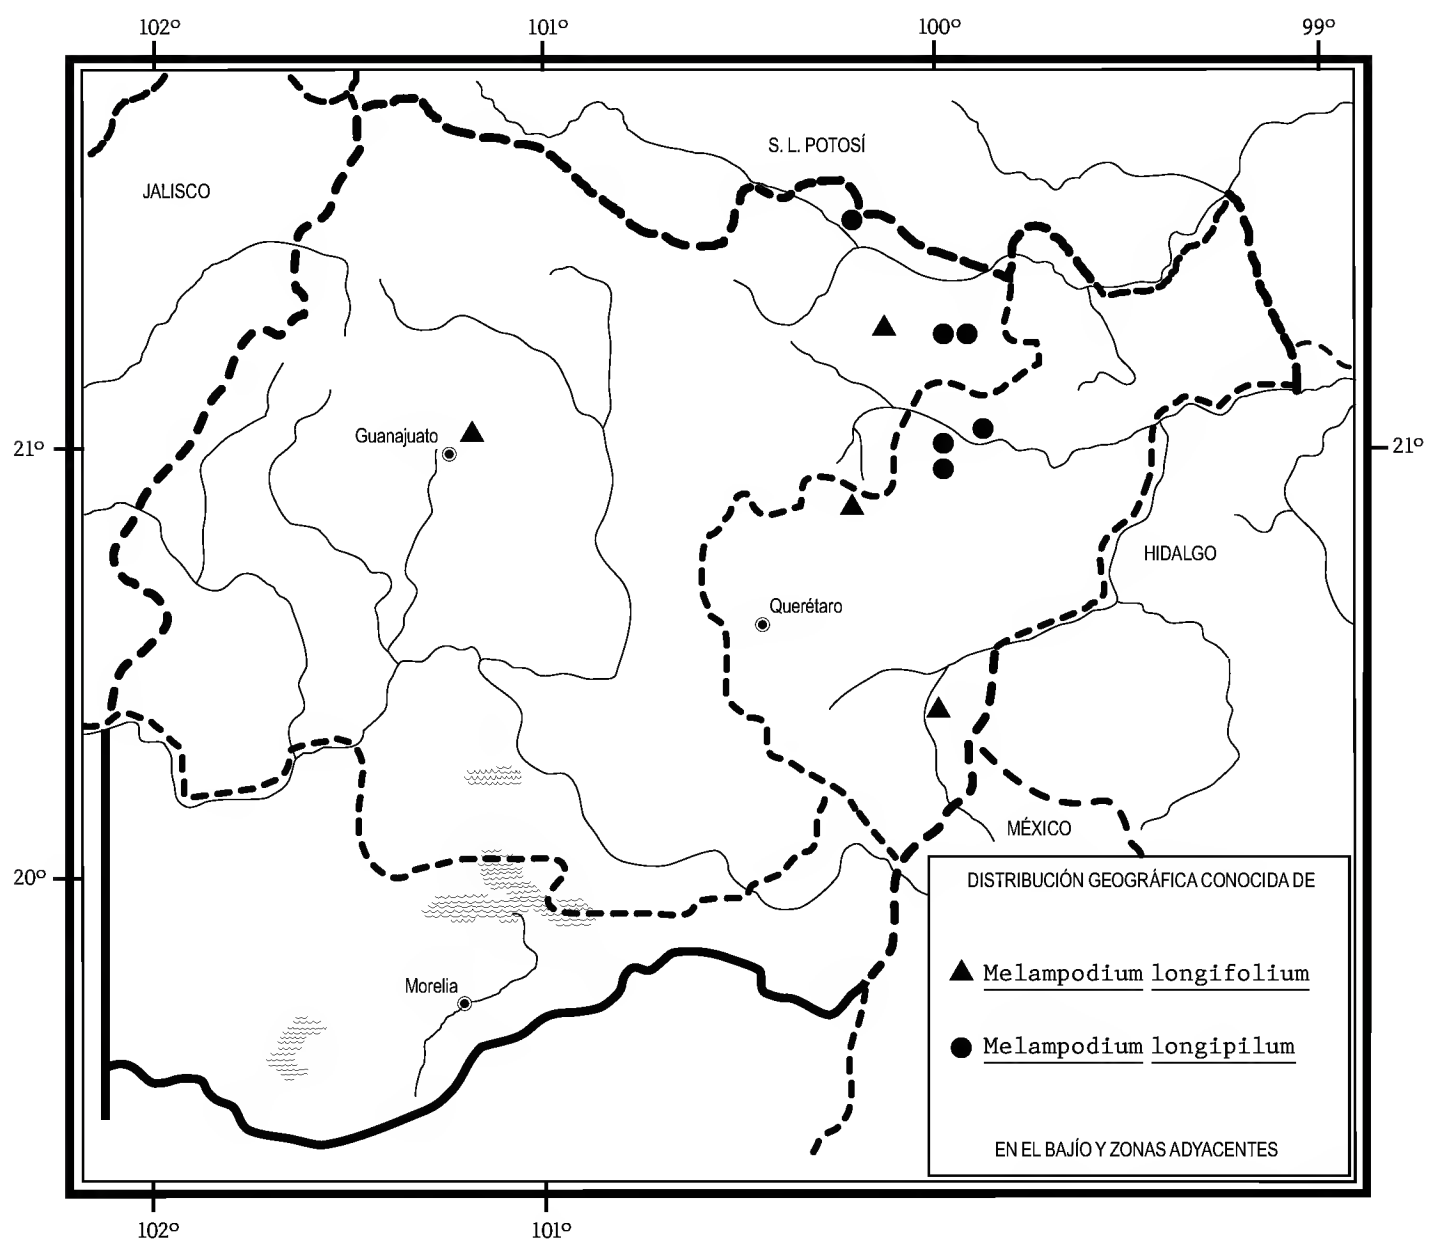 102º 101º 100º 99º
S. L. POTOSÍ
JALISCO
Guanajuato
21º 21º
HIDALGO
Querétaro
MÉXICO
20º
DISTRIBUCIÓN GEOGRÁFICA CONOCIDA DE
Melampodium longifolium
Morelia
Melampodium longipilum
EN EL BAJÍO Y ZONAS ADYACENTES
102º 101º